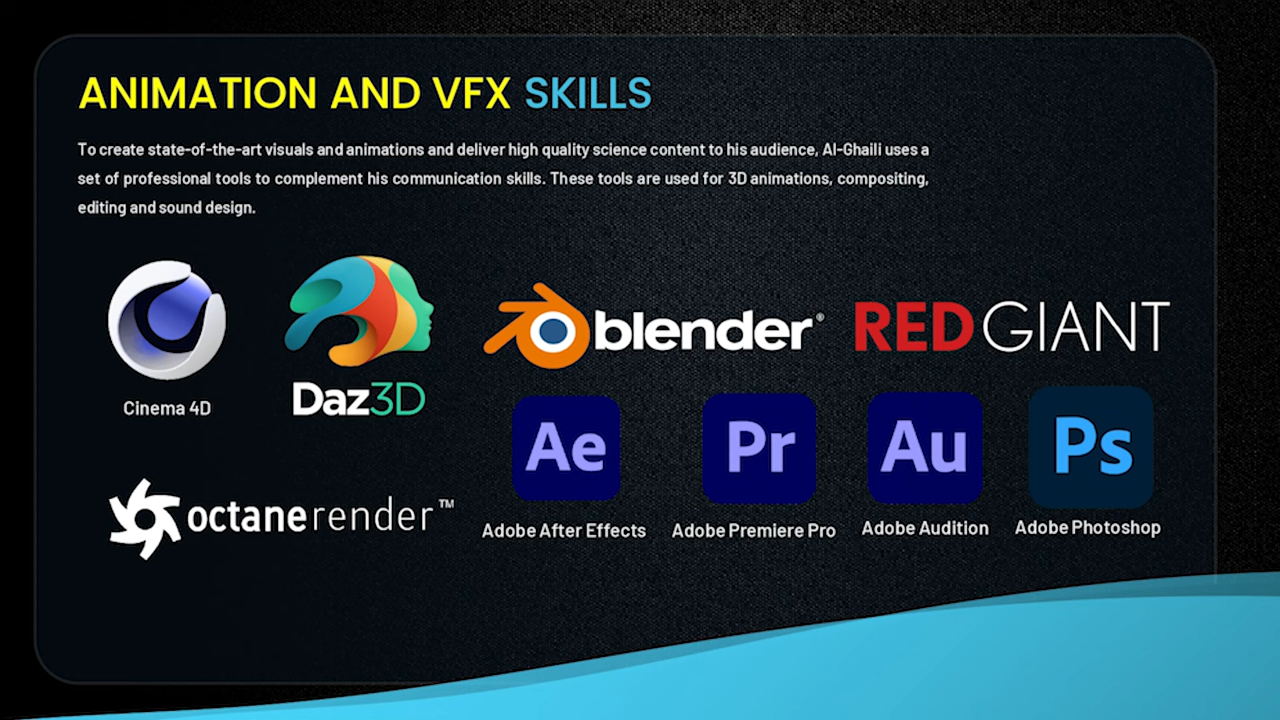 ANIMATION AND VFX SKILLS
To create state-of-the-art visuals and animations and deliver high quality science content to his audience, Al-Ghaili uses a
set of professional tools to complement his communication skills. These tools are used for 3D animations, compositing,
editing and sound design.
Cinema 4D
Daz3D
blender®
RED GIANT
octanerender™
Ae
Adobe After Effects
Pr
Adobe Premiere Pro
Au
Adobe Audition
Ps
Adobe Photoshop